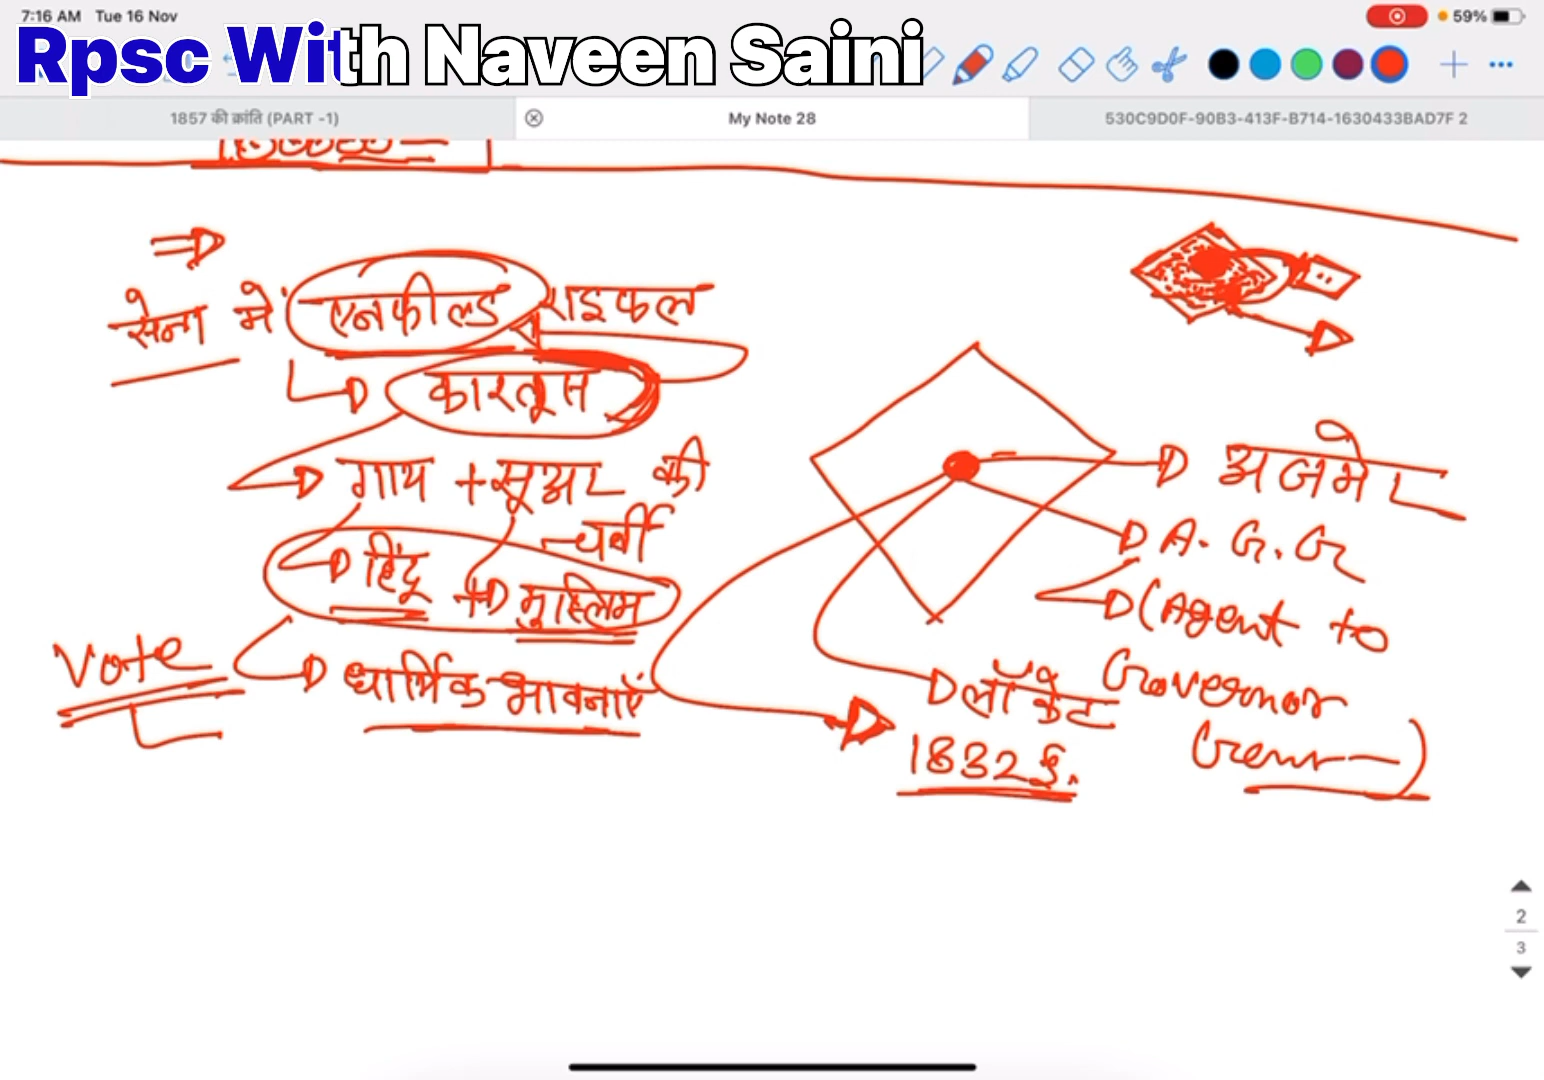 7:16 AM Tue 16 Nov
59%
Rpsc With Naveen Saini
1857 की क्रांति (PART -1)
My Note 28
530C9D0F-90B3-413F-B714-1630433BAD7F 2
सेना में एनफील्ड राइफल
कारतूस
गाय + सूअर की
चर्बी
हिंदू + मुस्लिम
Vote
धार्मिक भावनाएँ
अजमेर
A. G. G
(Agent to
Governor
लॉकेट
1832 ई.
2
3